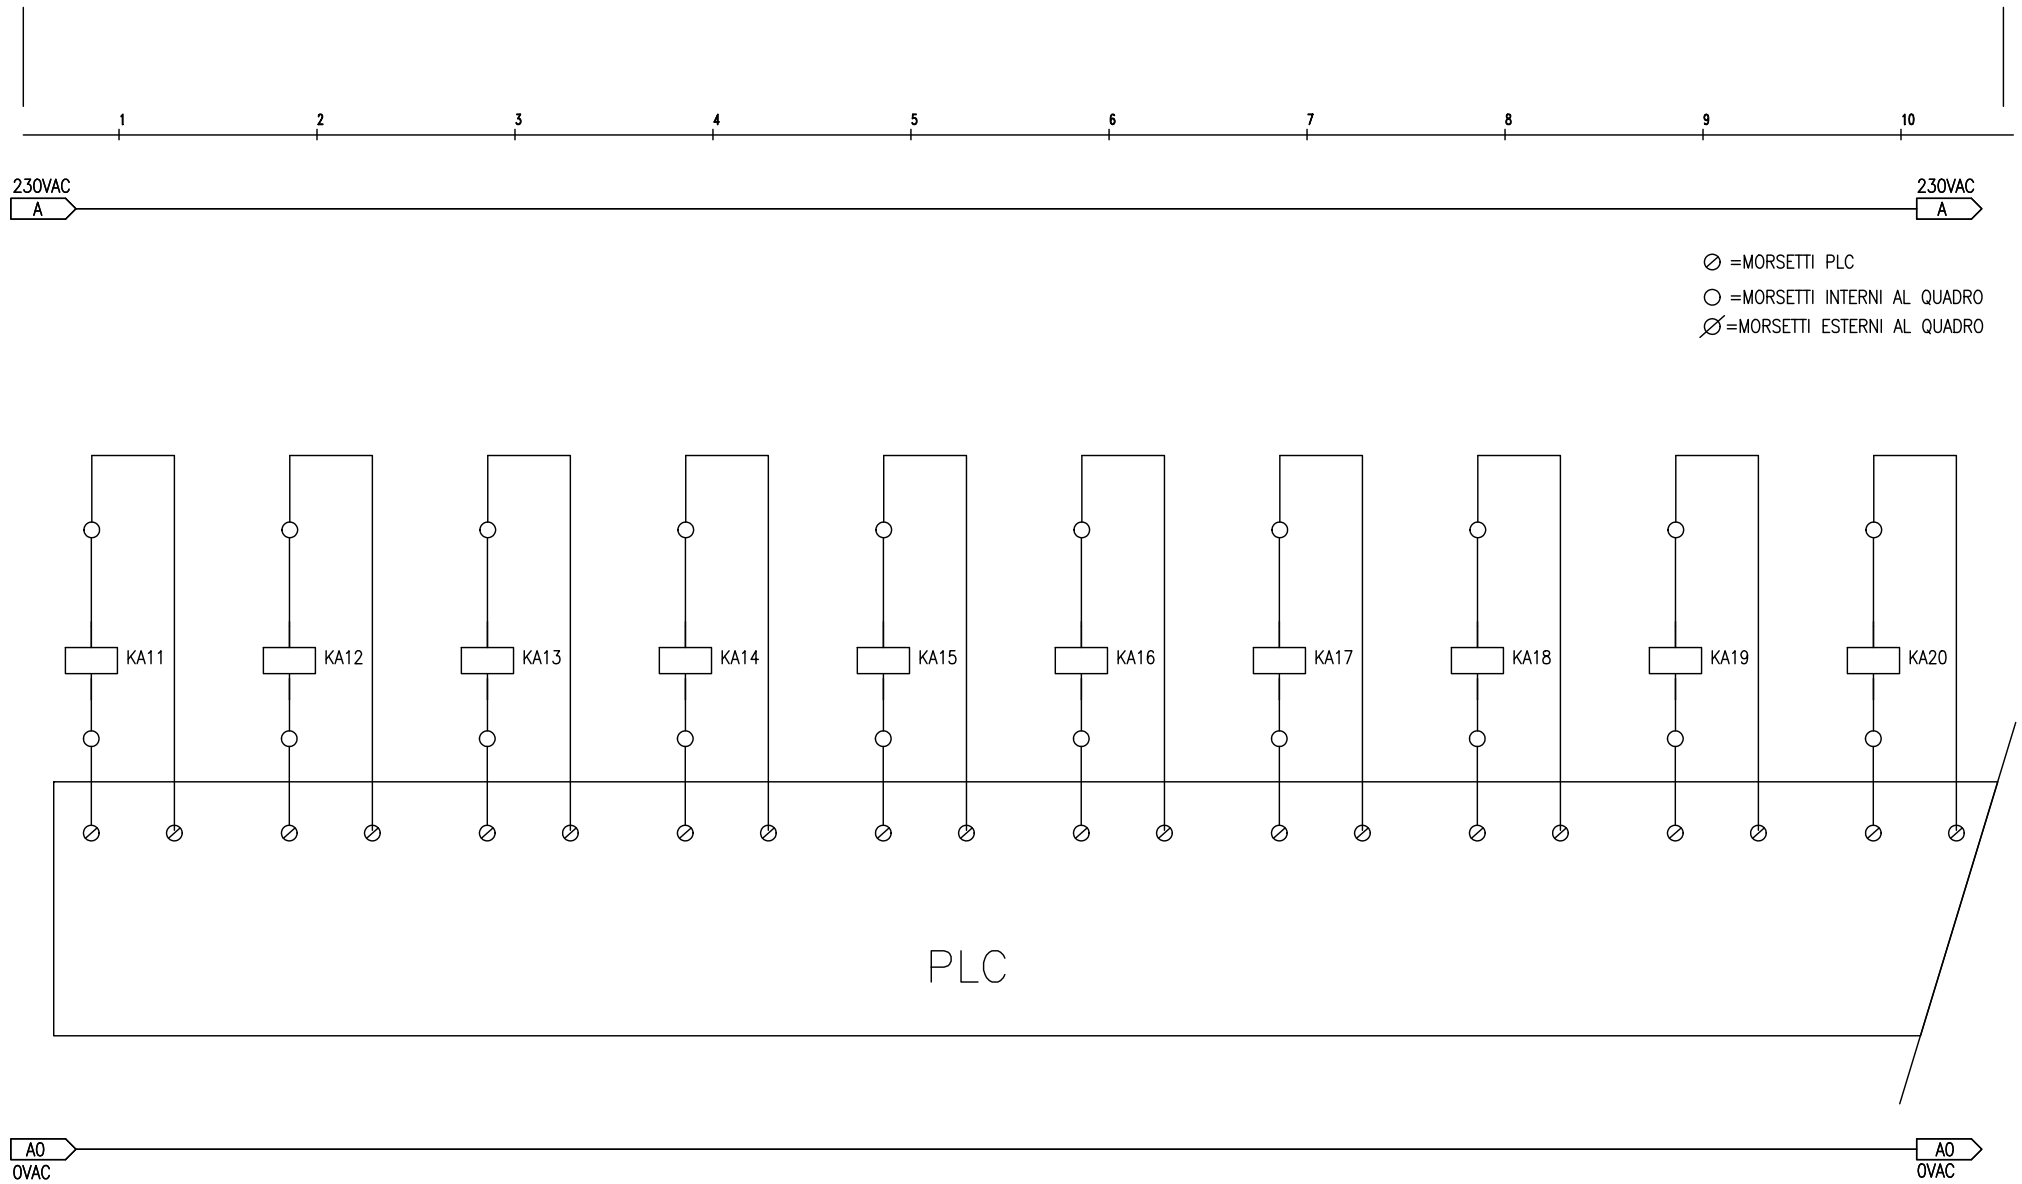 1 2 3 4 5 6 7 8 9 10
230VAC 230VAC
A A
=MORSETTI PLC
=MORSETTI INTERNI AL QUADRO
=MORSETTI ESTERNI AL QUADRO
KA11 KA12 KA13 KA14 KA15 KA16 KA17 KA18 KA19 KA20
PLC
A0 A0
0VAC 0VAC